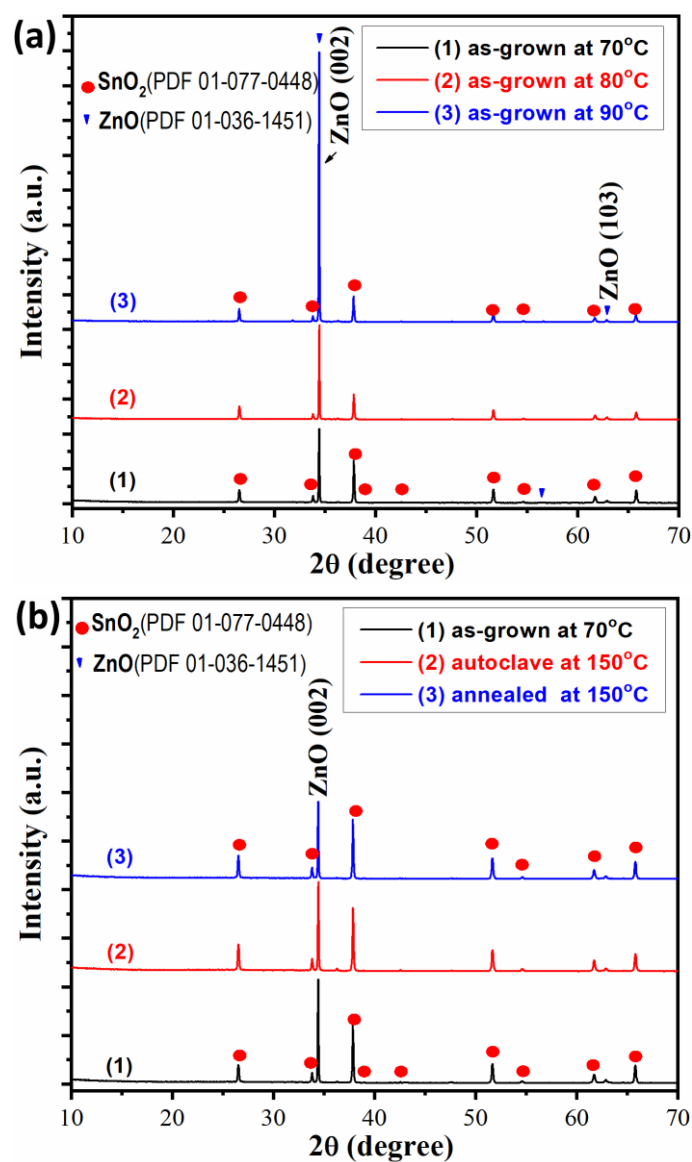 (a)
SnO₂(PDF 01-077-0448)
ZnO(PDF 01-036-1451)
ZnO (002)
(1) as-grown at 70°C
(2) as-grown at 80°C
(3) as-grown at 90°C
ZnO (103)
(3)
(2)
(1)
Intensity (a.u.)
10 20 30 40 50 60 70
2θ (degree)
(b)
SnO₂(PDF 01-077-0448)
ZnO(PDF 01-036-1451)
ZnO (002)
(1) as-grown at 70°C
(2) autoclave at 150°C
(3) annealed at 150°C
(3)
(2)
(1)
Intensity (a.u.)
10 20 30 40 50 60 70
2θ (degree)